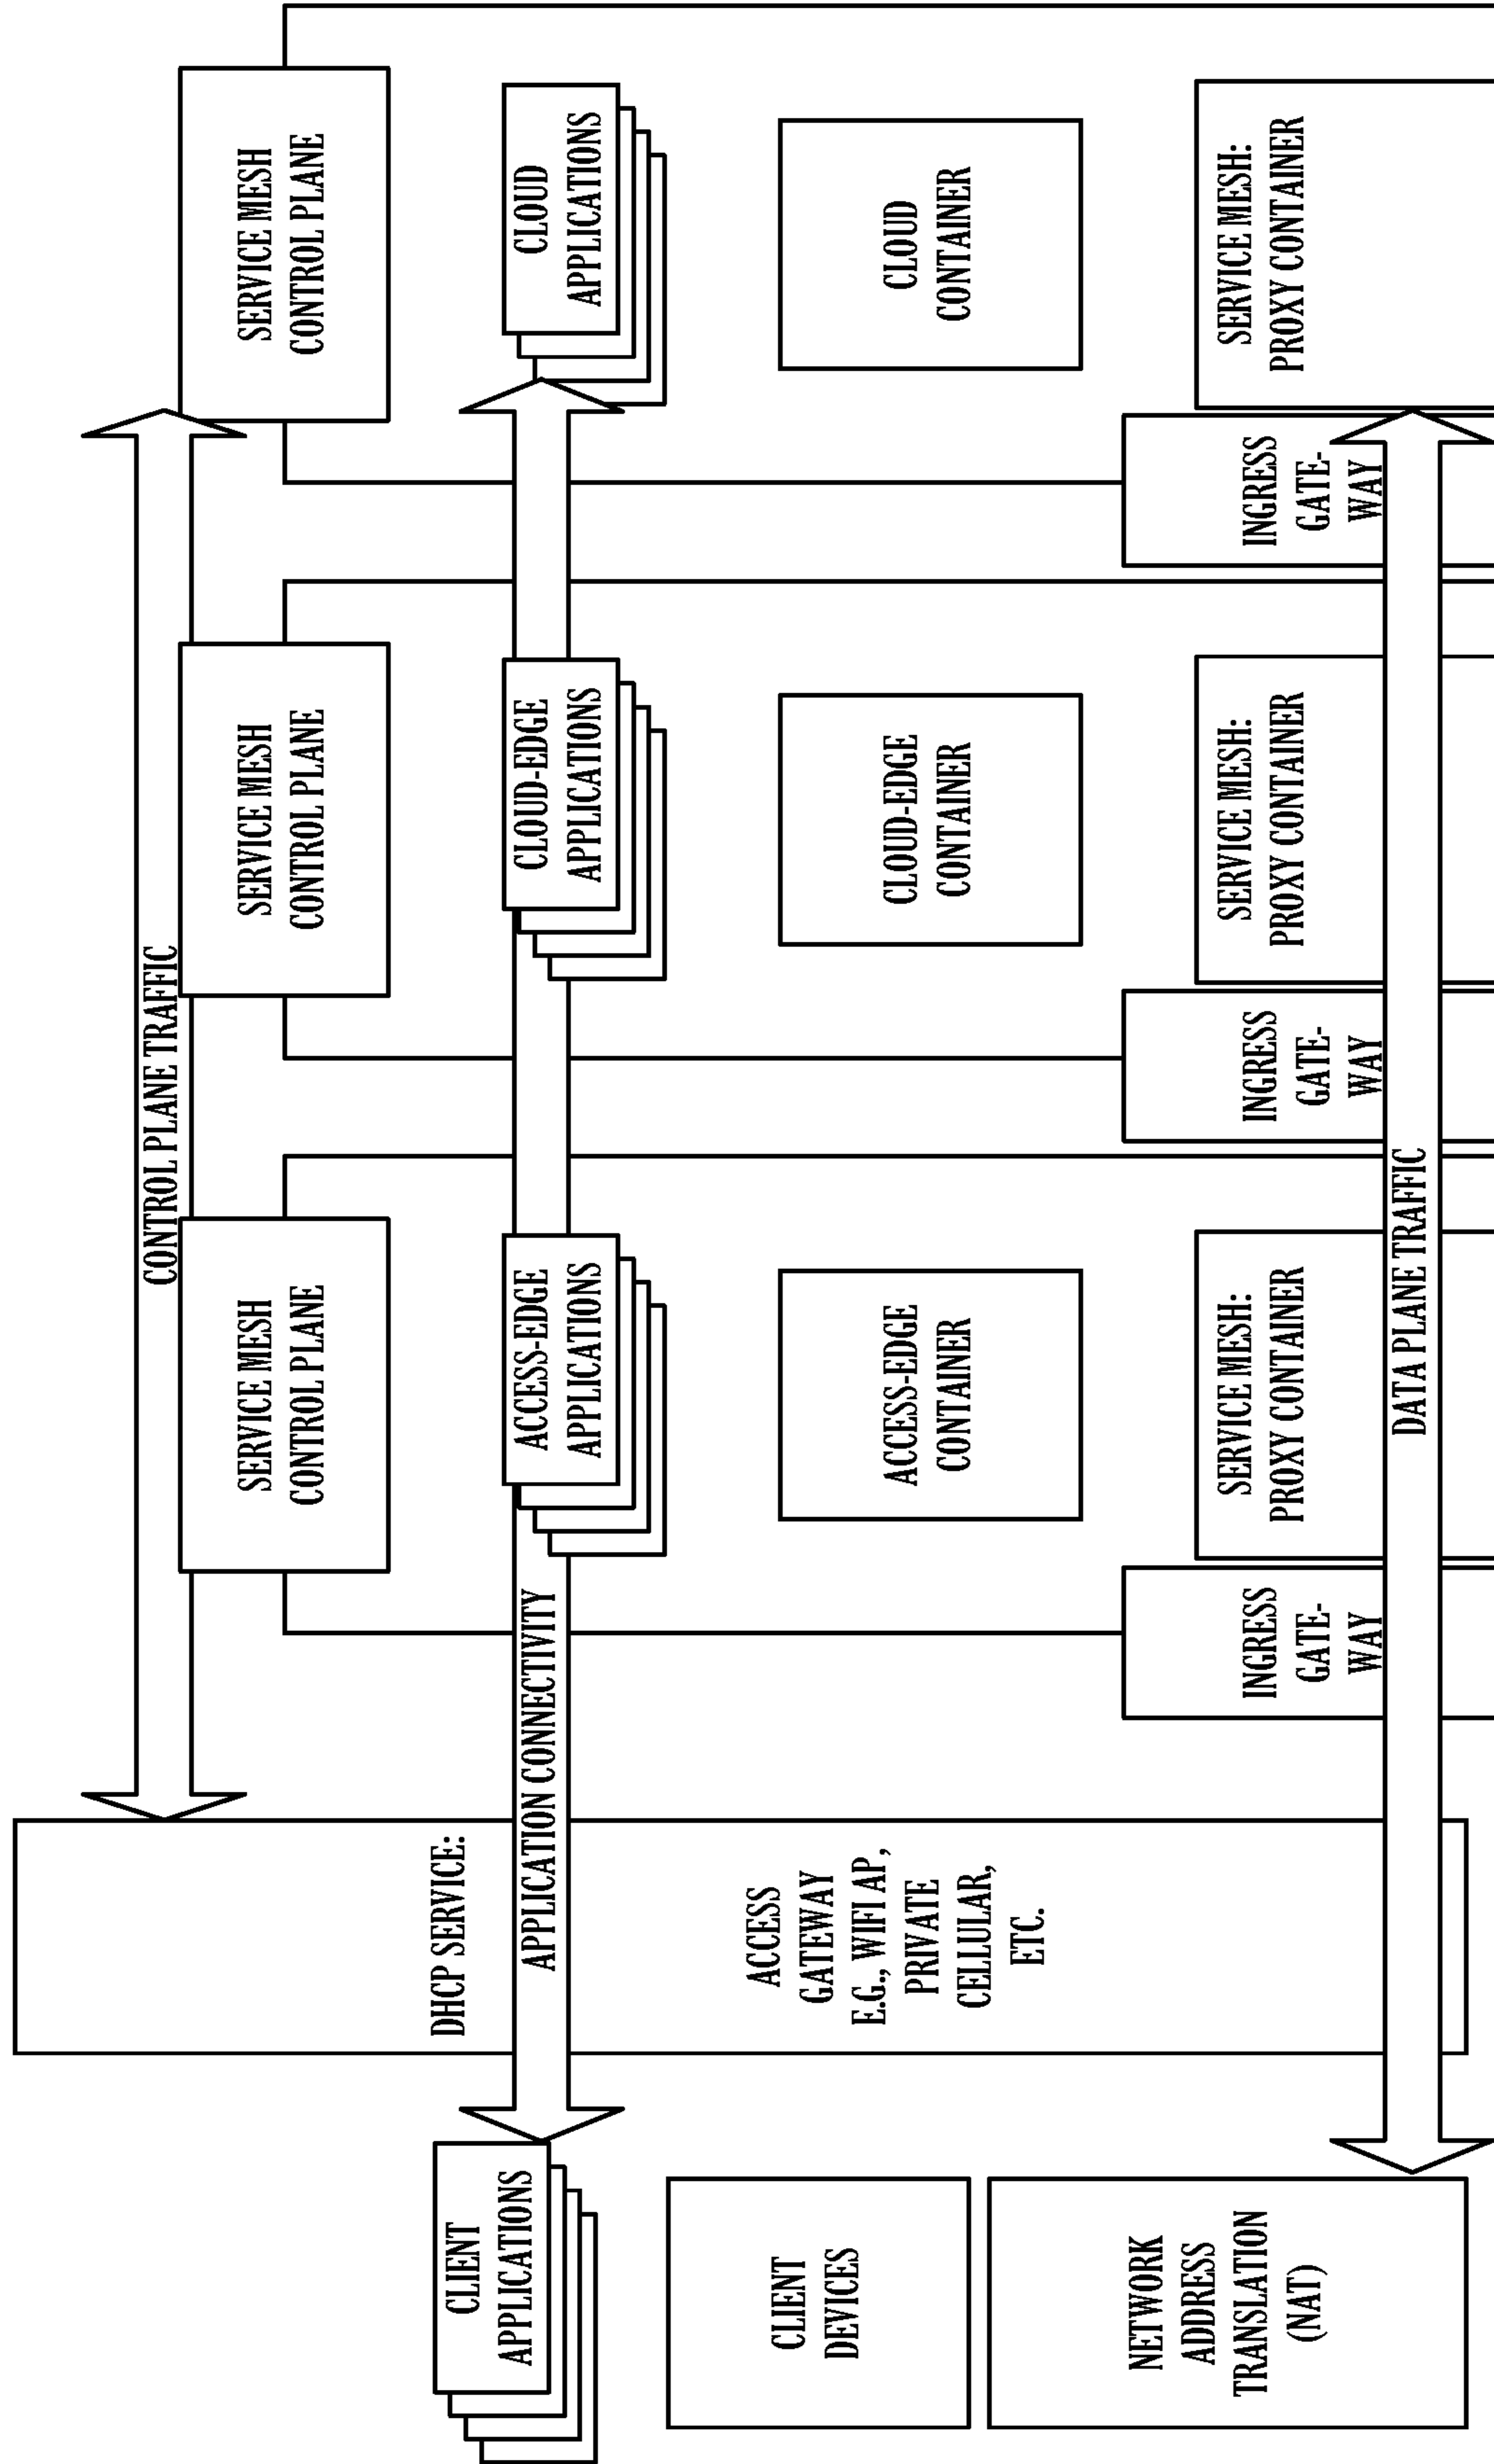 CONTROL PLANE TRAFFIC
SERVICE MESH
CONTROL PLANE
SERVICE MESH
CONTROL PLANE
SERVICE MESH
CONTROL PLANE
CLIENT
APPLICATIONS
DHCP SERVICE:
APPLICATION CONNECTIVITY
ACCESS-EDGE
APPLICATIONS
CLOUD-EDGE
APPLICATIONS
CLOUD
APPLICATIONS
CLIENT
DEVICES
ACCESS
GATEWAY
E.G., WIFI AP,
PRIVATE
CELLULAR,
ETC.
ACCESS-EDGE
CONTAINER
CLOUD-EDGE
CONTAINER
CLOUD
CONTAINER
NETWORK
ADDRESS
TRANSLATION
(NAT)
INGRESS
GATE-
WAY
SERVICE MESH:
PROXY CONTAINER
INGRESS
GATE-
WAY
SERVICE MESH:
PROXY CONTAINER
INGRESS
GATE-
WAY
SERVICE MESH:
PROXY CONTAINER
DATA PLANE TRAFFIC